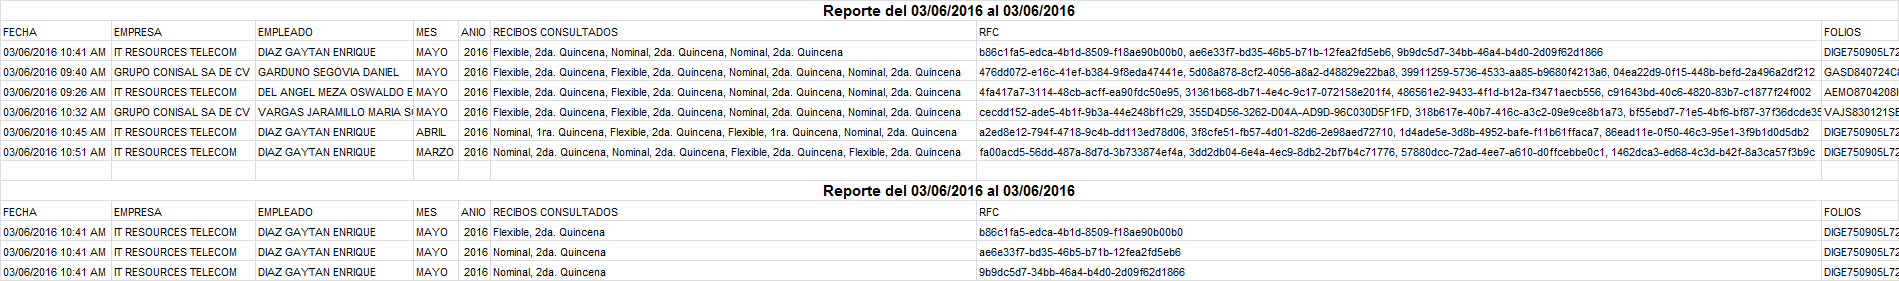 Reporte del 03/06/2016 al 03/06/2016
FECHA EMPRESA EMPLEADO MES ANIO RECIBOS CONSULTADOS RFC FOLIOS
03/06/2016 10:41 AM IT RESOURCES TELECOM DIAZ GAYTAN ENRIQUE MAYO 2016 Flexible, 2da. Quincena, Nominal, 2da. Quincena, Nominal, 2da. Quincena b86c1fa5-edca-4b1d-8509-f18ae90b00b0, ae6e33f7-bd35-46b5-b71b-12fea2fd5eb6, 9b9dc5d7-34bb-46a4-b4d0-2d09f62d1866 DIGE750905L72
03/06/2016 09:40 AM GRUPO CONISAL SA DE CV GARDUNO SEGOVIA DANIEL MAYO 2016 Flexible, 2da. Quincena, Flexible, 2da. Quincena, Nominal, 2da. Quincena, Nominal, 2da. Quincena 476dd072-e16c-41ef-b384-9f8eda47441e, 5d08a878-8cf2-4056-a8a2-d48829e22ba8, 39911259-5736-4533-aa85-b9680f4213a6, 04ea22d9-0f15-448b-befd-2a496a2df212 GASD840724C8
03/06/2016 09:26 AM IT RESOURCES TELECOM DEL ANGEL MEZA OSWALDO E MAYO 2016 Flexible, 2da. Quincena, Flexible, 2da. Quincena, Nominal, 2da. Quincena, Nominal, 2da. Quincena 4fa417a7-3114-48cb-acff-ea90fdc50e95, 31361b68-db71-4e4c-9c17-072158e201f4, 486561e2-9433-4f1d-b12a-f3471aecb556, c91643bd-40c6-4820-83b7-c1877f24f002 AEMO8704208
03/06/2016 10:32 AM GRUPO CONISAL SA DE CV VARGAS JARAMILLO MARIA S MAYO 2016 Flexible, 2da. Quincena, Flexible, 2da. Quincena, Nominal, 2da. Quincena, Nominal, 2da. Quincena cecdd152-ade5-4b1f-9b3a-44e248bf1c29, 355D4D56-3262-D04A-AD9D-96C030D5F1FD, 318b617e-40b7-416c-a3c2-09e9ce8b1a73, bf55ebd7-71e5-4bf6-bf87-37f36dcde35 VAJS830121SE
03/06/2016 10:45 AM IT RESOURCES TELECOM DIAZ GAYTAN ENRIQUE ABRIL 2016 Nominal, 1ra. Quincena, Flexible, 2da. Quincena, Flexible, 1ra. Quincena, Nominal, 2da. Quincena a2ed8e12-794f-4718-9c4b-dd113ed78d06, 3f8cfe51-fb57-4d01-82d6-2e98aed72710, 1d4ade5e-3d8b-4952-bafe-f11b61ffaca7, 86ead11e-0f50-46c3-95e1-3f9b1d0d5db2 DIGE750905L72
03/06/2016 10:51 AM IT RESOURCES TELECOM DIAZ GAYTAN ENRIQUE MARZO 2016 Nominal, 2da. Quincena, Nominal, 2da. Quincena, Flexible, 2da. Quincena, Flexible, 2da. Quincena fa00acd5-56dd-487a-8d7d-3b733874ef4a, 3dd2db04-6e4a-4ec9-8db2-2bf7b4c71776, 57880dcc-72ad-4ee7-a610-d0ffcebbe0c1, 1462dca3-ed68-4c3d-b42f-8a3ca57f3b9c DIGE750905L72
Reporte del 03/06/2016 al 03/06/2016
FECHA EMPRESA EMPLEADO MES ANIO RECIBOS CONSULTADOS RFC FOLIOS
03/06/2016 10:41 AM IT RESOURCES TELECOM DIAZ GAYTAN ENRIQUE MAYO 2016 Flexible, 2da. Quincena b86c1fa5-edca-4b1d-8509-f18ae90b00b0 DIGE750905L72
03/06/2016 10:41 AM IT RESOURCES TELECOM DIAZ GAYTAN ENRIQUE MAYO 2016 Nominal, 2da. Quincena ae6e33f7-bd35-46b5-b71b-12fea2fd5eb6 DIGE750905L72
03/06/2016 10:41 AM IT RESOURCES TELECOM DIAZ GAYTAN ENRIQUE MAYO 2016 Nominal, 2da. Quincena 9b9dc5d7-34bb-46a4-b4d0-2d09f62d1866 DIGE750905L72